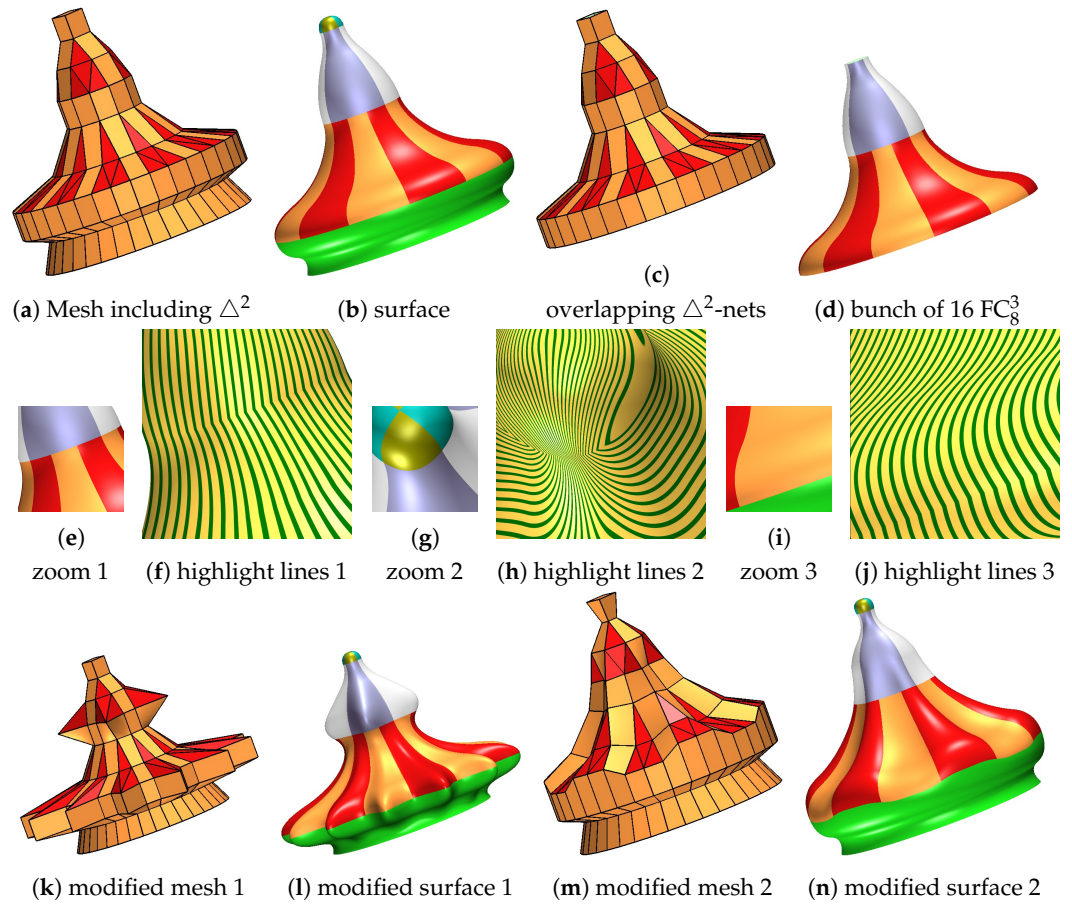 (a) Mesh including △²
(b) surface
(c)
overlapping △²-nets
(d) bunch of 16 FC₈³
(e)
zoom 1
(f) highlight lines 1
(g)
zoom 2
(h) highlight lines 2
(i)
zoom 3
(j) highlight lines 3
(k) modified mesh 1
(l) modified surface 1
(m) modified mesh 2
(n) modified surface 2